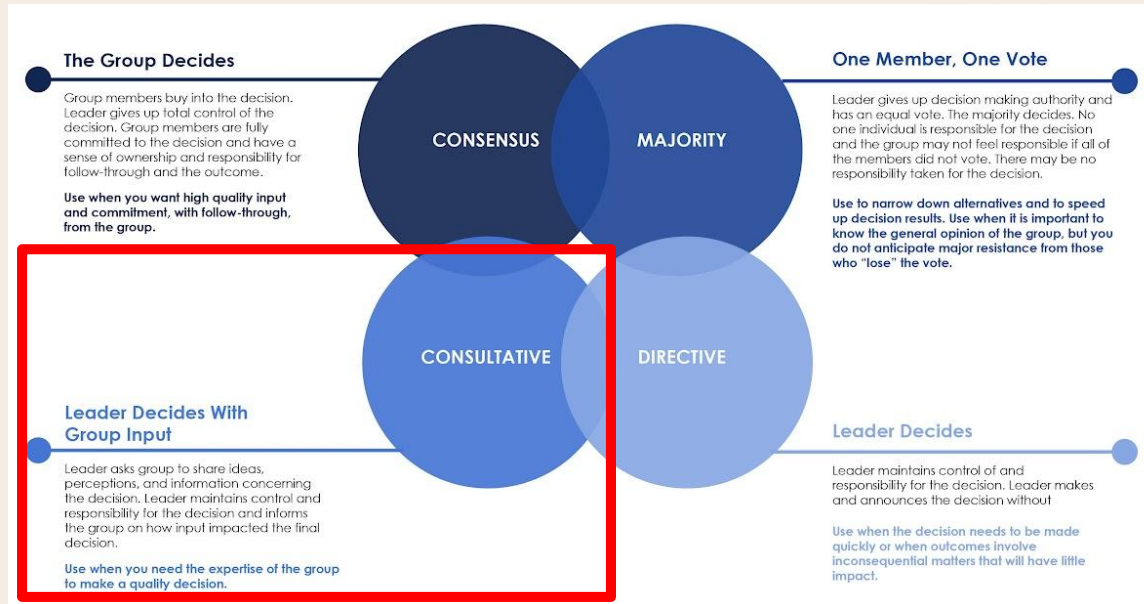 The Group Decides
Group members buy into the decision.
Leader gives up total control of the
decision. Group members are fully
committed to the decision and have a
sense of ownership and responsibility for
follow-through and the outcome.
Use when you want high quality input
and commitment, with follow-through,
from the group.
CONSENSUS
MAJORITY
One Member, One Vote
Leader gives up decision making authority and
has an equal vote. The majority decides. No
one individual is responsible for the decision
and the group may not feel responsible if all of
the members did not vote. There may be no
responsibility taken for the decision.
Use to narrow down alternatives and to speed
up decision results. Use when it is important to
know the general opinion of the group, but you
do not anticipate major resistance from those
who “lose” the vote.
CONSULTATIVE
DIRECTIVE
Leader Decides With
Group Input
Leader asks group to share ideas,
perceptions, and information concerning
the decision. Leader maintains control and
responsibility for the decision and informs
the group on how input impacted the final
decision.
Use when you need the expertise of the group
to make a quality decision.
Leader Decides
Leader maintains control of and
responsibility for the decision. Leader makes
and announces the decision without
Use when the decision needs to be made
quickly or when outcomes involve
inconsequential matters that will have little
impact.